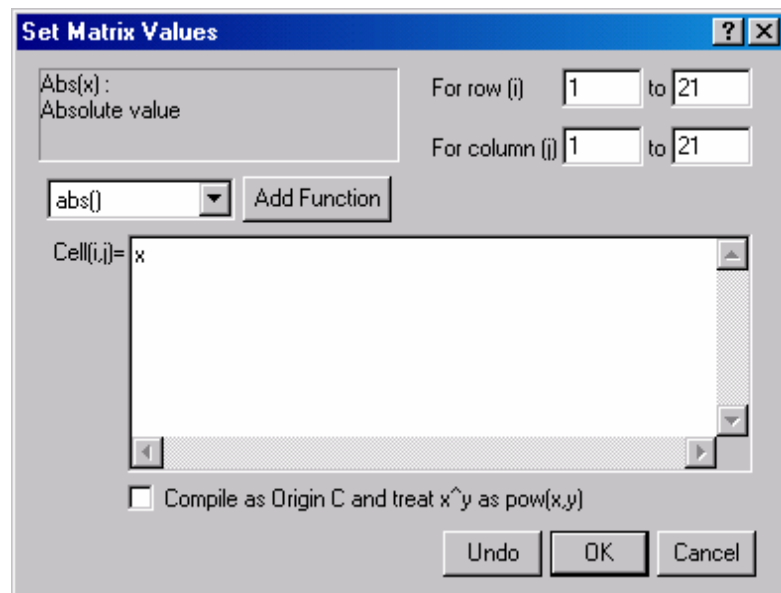 Set Matrix Values
Abs(x) :
Absolute value
For row (i) 1 to 21
For column (j) 1 to 21
abs() Add Function
Cell(i,j)= x
Compile as Origin C and treat x^y as pow(x,y)
Undo OK Cancel